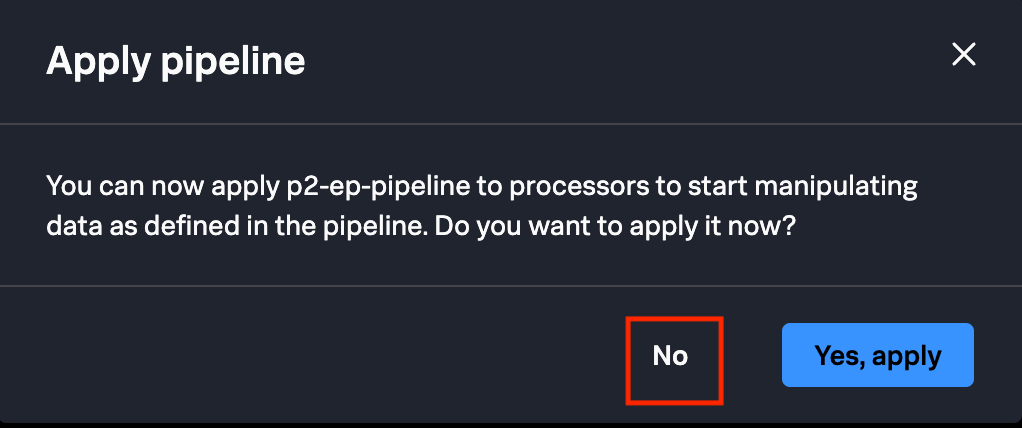 Apply pipeline
You can now apply p2-ep-pipeline to processors to start manipulating
data as defined in the pipeline. Do you want to apply it now?
No
Yes, apply